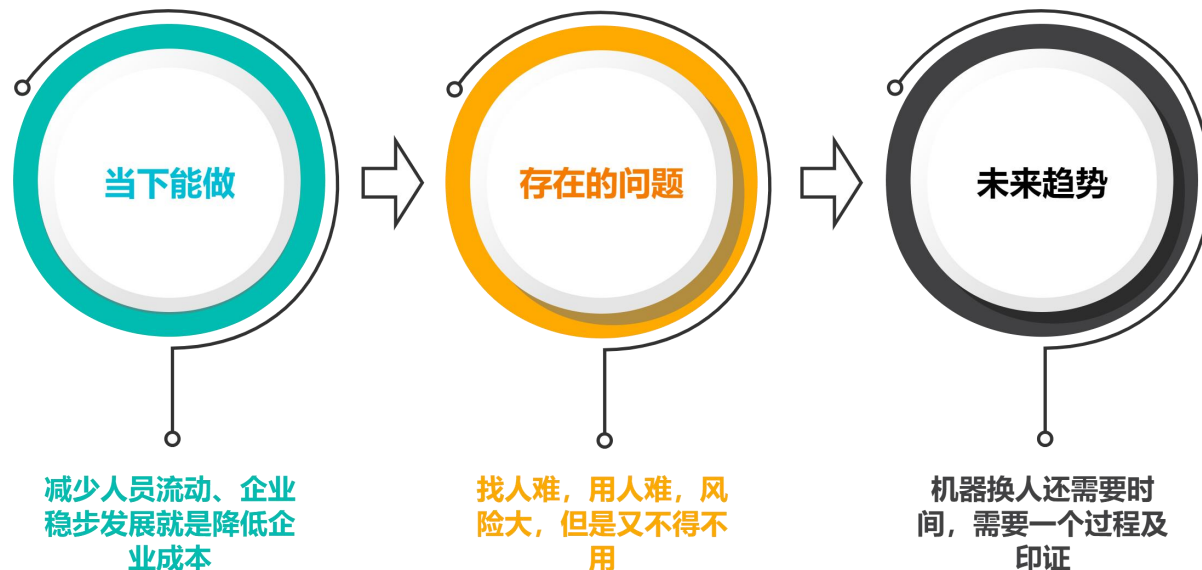 当下能做
存在的问题
未来趋势
减少人员流动、企业
稳步发展就是降低企
业成本
找人难，用人难，风
险大，但是又不得不
用
机器换人还需要时
间，需要一个过程及
印证